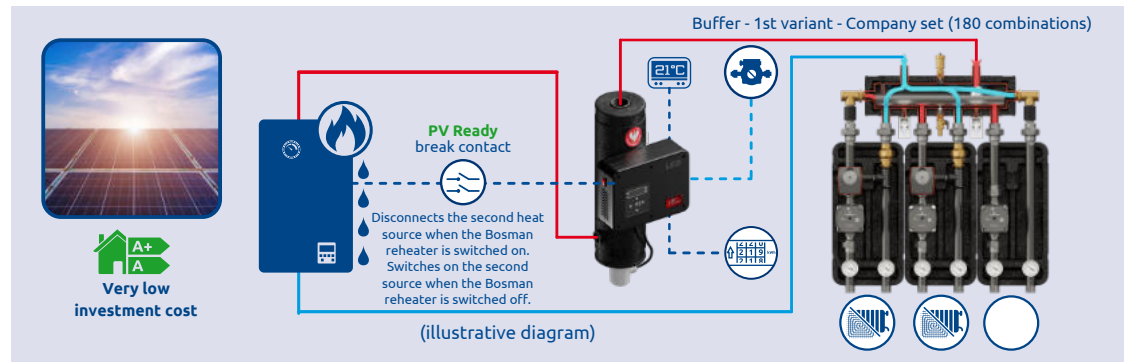 Buffer - 1st variant - Company set (180 combinations)
21°C
PV Ready
break contact
Disconnects the second heat
source when the Bosman
reheater is switched on.
Switches on the second
source when the Bosman
reheater is switched off.
A+
A
Very low
investment cost
(illustrative diagram)
219